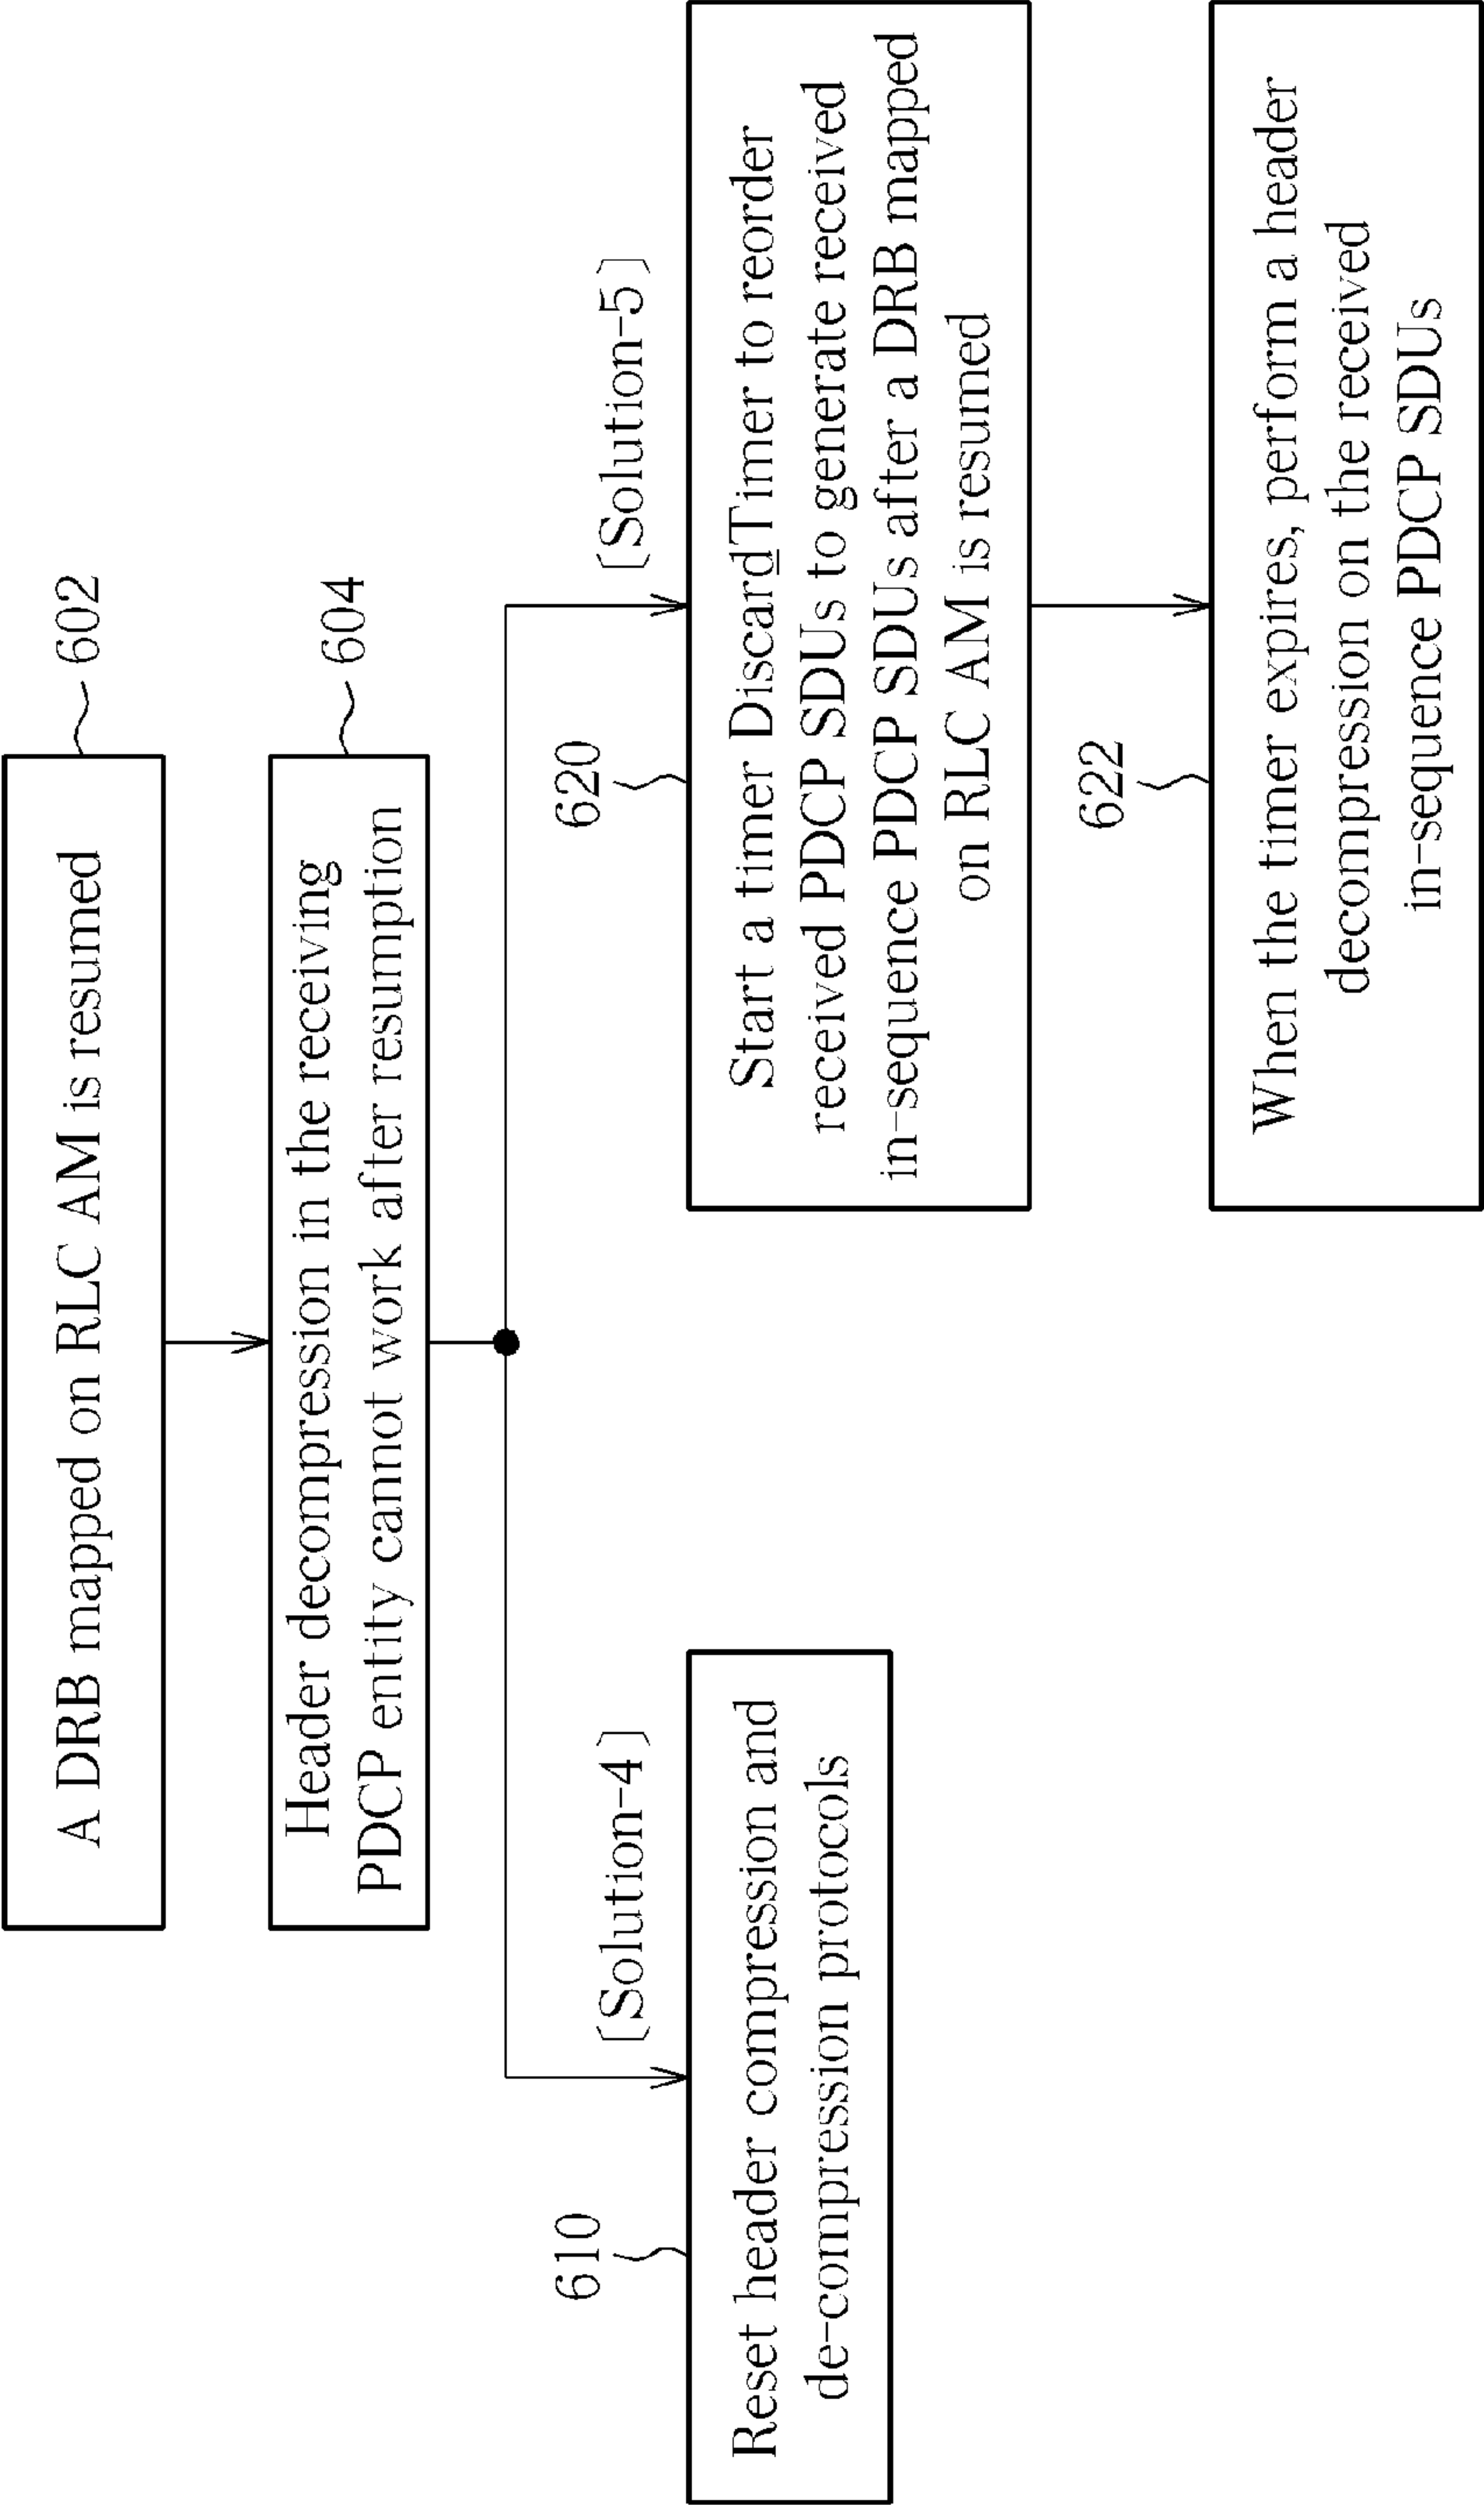 A DRB mapped on RLC AM is resumed
602
Header decompression in the receiving
PDCP entity cannot work after resumption
604
610
[Solution-4]
Reset header compression and
de-compression protocols
620
[Solution-5]
Start a timer Discard_Timer to reorder
received PDCP SDUs to generate received
in-sequence PDCP SDUs after a DRB mapped
on RLC AM is resumed
622
When the timer expires, perform a header
decompression on the received
in-sequence PDCP SDUs